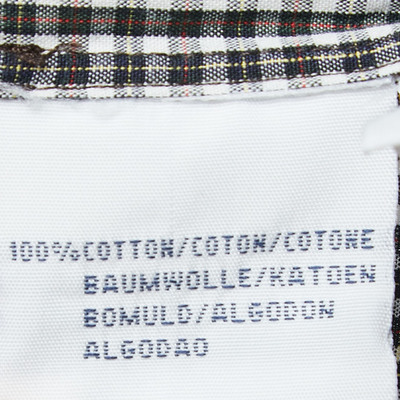 100%COTTON/COTON/COTONE
BAUMWOLLE/KATOEN
BOMULD/ALGODON
ALGODAO